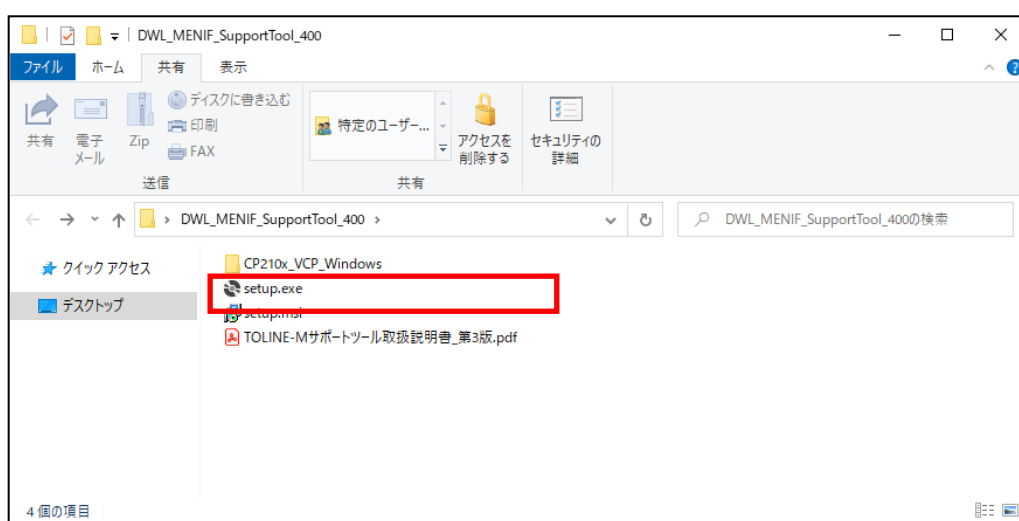 DWL_MENIF_SupportTool_400
ファイル ホーム 共有 表示
共有
電子
メール
Zip
ディスクに書き込む
印刷
FAX
送信
特定のユーザー...
アクセスを
削除する
共有
セキュリティの
詳細
DWL_MENIF_SupportTool_400
DWL_MENIF_SupportTool_400の検索
クイック アクセス
デスクトップ
CP210x_VCP_Windows
setup.exe
setup.msi
TOLINE-Mサポートツール取扱説明書_第3版.pdf
4 個の項目